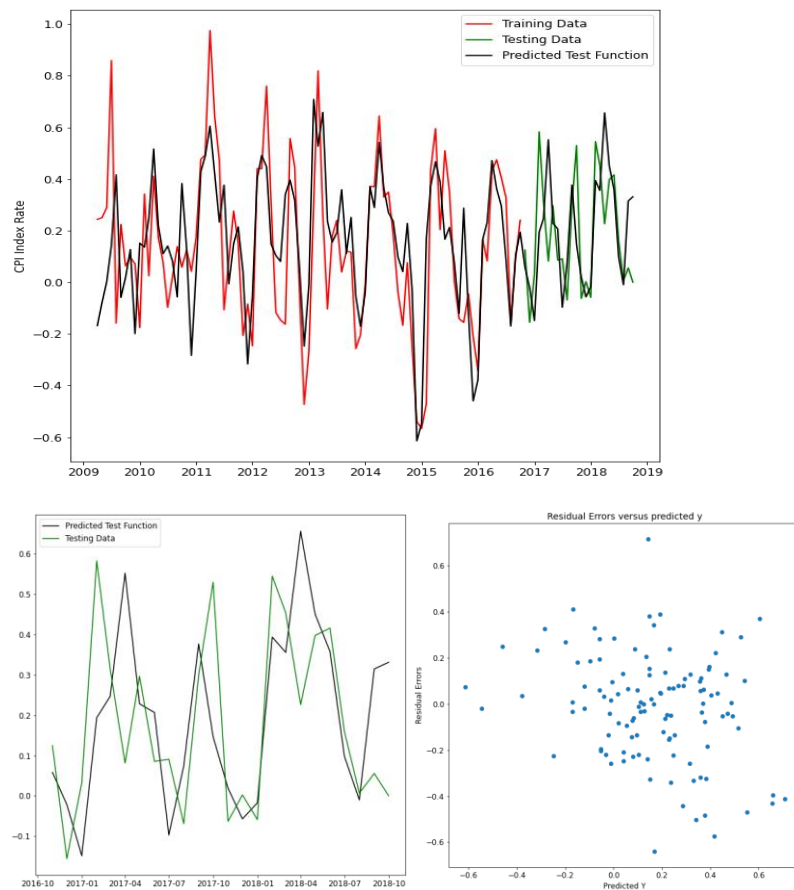 1.0
0.8
0.6
0.4
0.2
0.0
−0.2
−0.4
−0.6
CPI Index Rate
Training Data
Testing Data
Predicted Test Function
2009 2010 2011 2012 2013 2014 2015 2016 2017 2018 2019
Predicted Test Function
Testing Data
0.6
0.5
0.4
0.3
0.2
0.1
0.0
−0.1
2016-10 2017-01 2017-04 2017-07 2017-10 2018-01 2018-04 2018-07 2018-10
Residual Errors versus predicted y
Residual Errors
0.6
0.4
0.2
0.0
−0.2
−0.4
−0.6
−0.6 −0.4 −0.2 0.0 0.2 0.4 0.6
Predicted Y